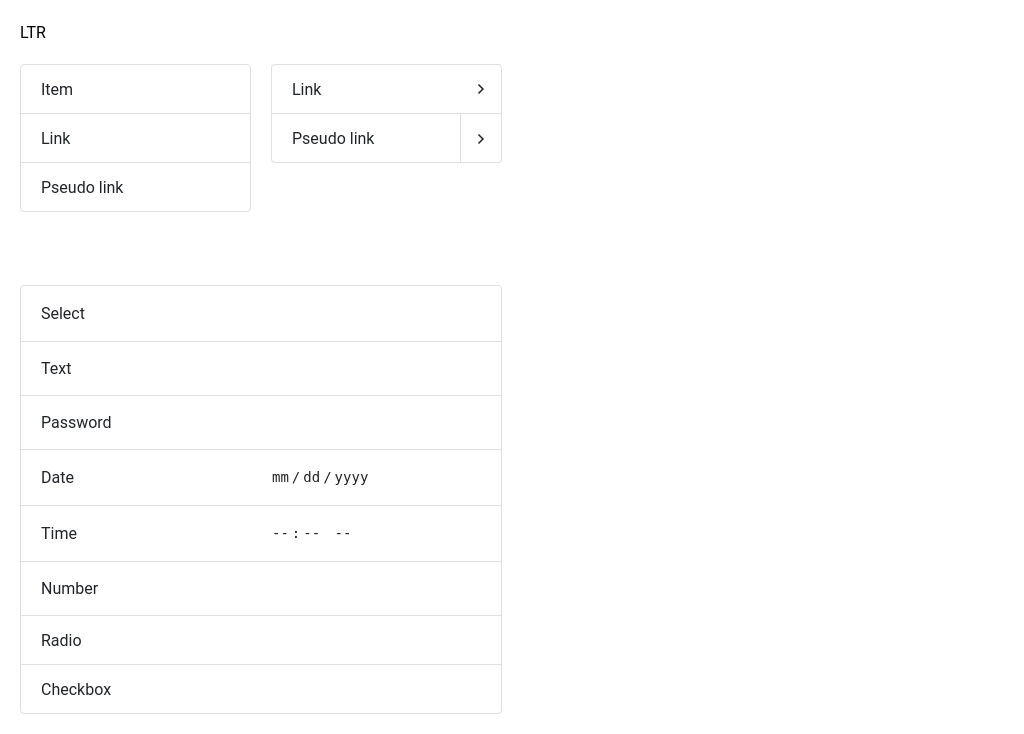 LTR
Item
Link
Pseudo link
Link
Pseudo link
Select
Text
Password
Date mm/dd/yyyy
Time --:-- --
Number
Radio
Checkbox